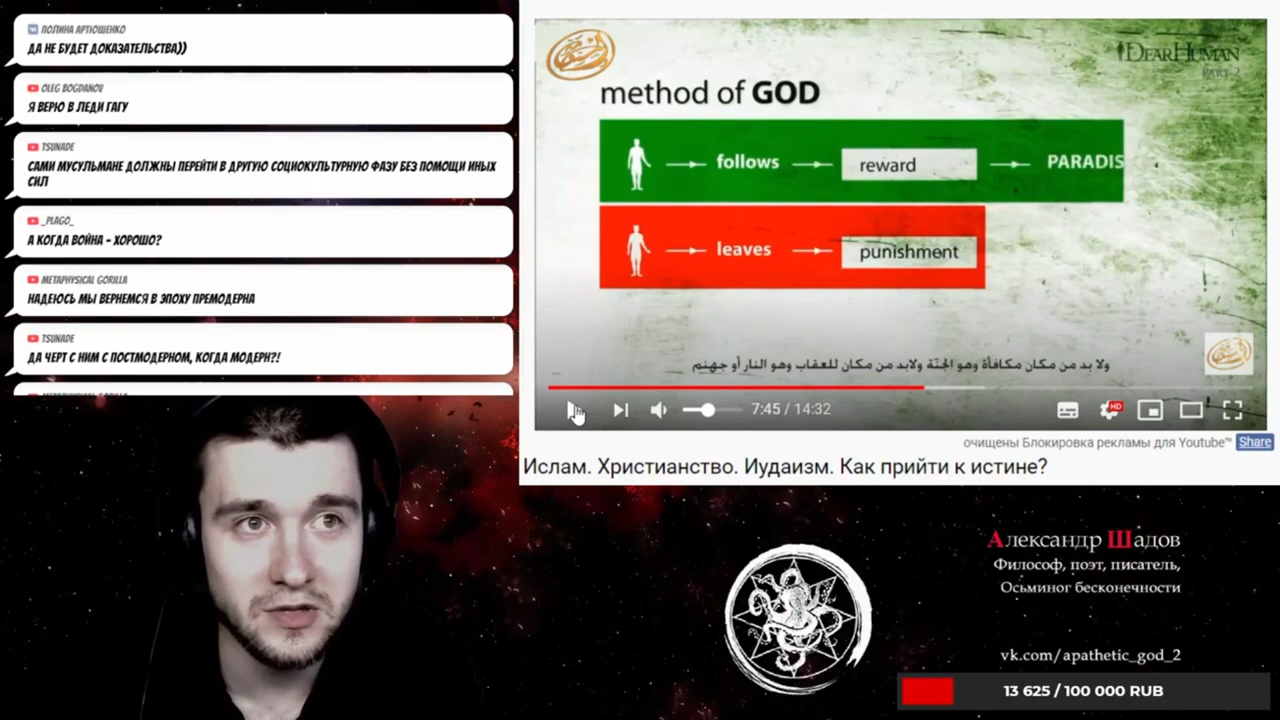 ПОЛИНА АРТЮШЕНКО
ДА НЕ БУДЕТ ДОКАЗАТЕЛЬСТВА))
OLEG BOGDANOV
Я ВЕРЮ В ЛЕДИ ГАГУ
TSUNADE
САМИ МУСУЛЬМАНЕ ДОЛЖНЫ ПЕРЕЙТИ В ДРУГУЮ СОЦИОКУЛЬТУРНУЮ ФАЗУ БЕЗ ПОМОЩИ ИНЫХ
СИЛ
_PLAGO_
А КОГДА ВОЙНА - ХОРОШО?
METAPHYSICAL GORILLA
НАДЕЮСЬ МЫ ВЕРНЕМСЯ В ЭПОХУ ПРЕМОДЕРНА
TSUNADE
ДА ЧЕРТ С НИМ С ПОСТМОДЕРНОМ, КОГДА МОДЕРН?!
DEARHUMAN
PART 2
method of GOD
follows
reward
PARADIS
leaves
punishment
ولا بد من مكان مكافأة وهو الجنّة ولابد من مكان للعقاب وهو النار أو جهنم
7:45 / 14:32
HD
очищены Блокировка рекламы для Youtube™ Share
Ислам. Христианство. Иудаизм. Как прийти к истине?
Александр Шадов
Философ, поэт, писатель,
Осьминог бесконечности
vk.com/apathetic_god_2
13 625 / 100 000 RUB